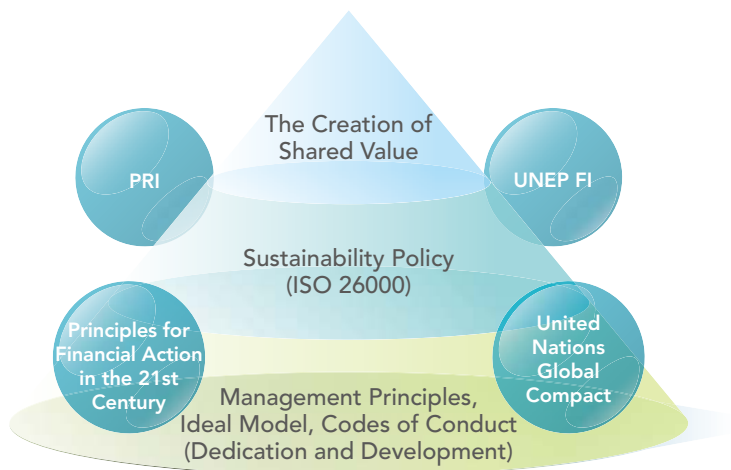 The Creation of
Shared Value
PRI
UNEP FI
Sustainability Policy
(ISO 26000)
Principles for
Financial Action
in the 21st
Century
United
Nations
Global
Compact
Management Principles,
Ideal Model, Codes of Conduct
(Dedication and Development)